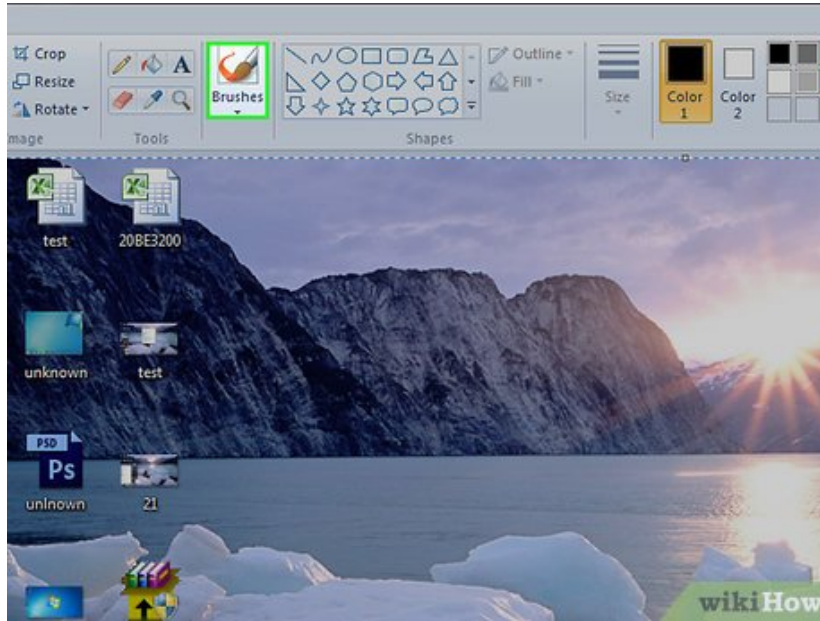 Crop
Resize
Rotate
mage
A
Tools
Brushes
Shapes
Outline
Fill
Size
Color
1
Color
2
test
20BE3200
unknown
test
PSD
Ps
unlnown
21
wikiHow